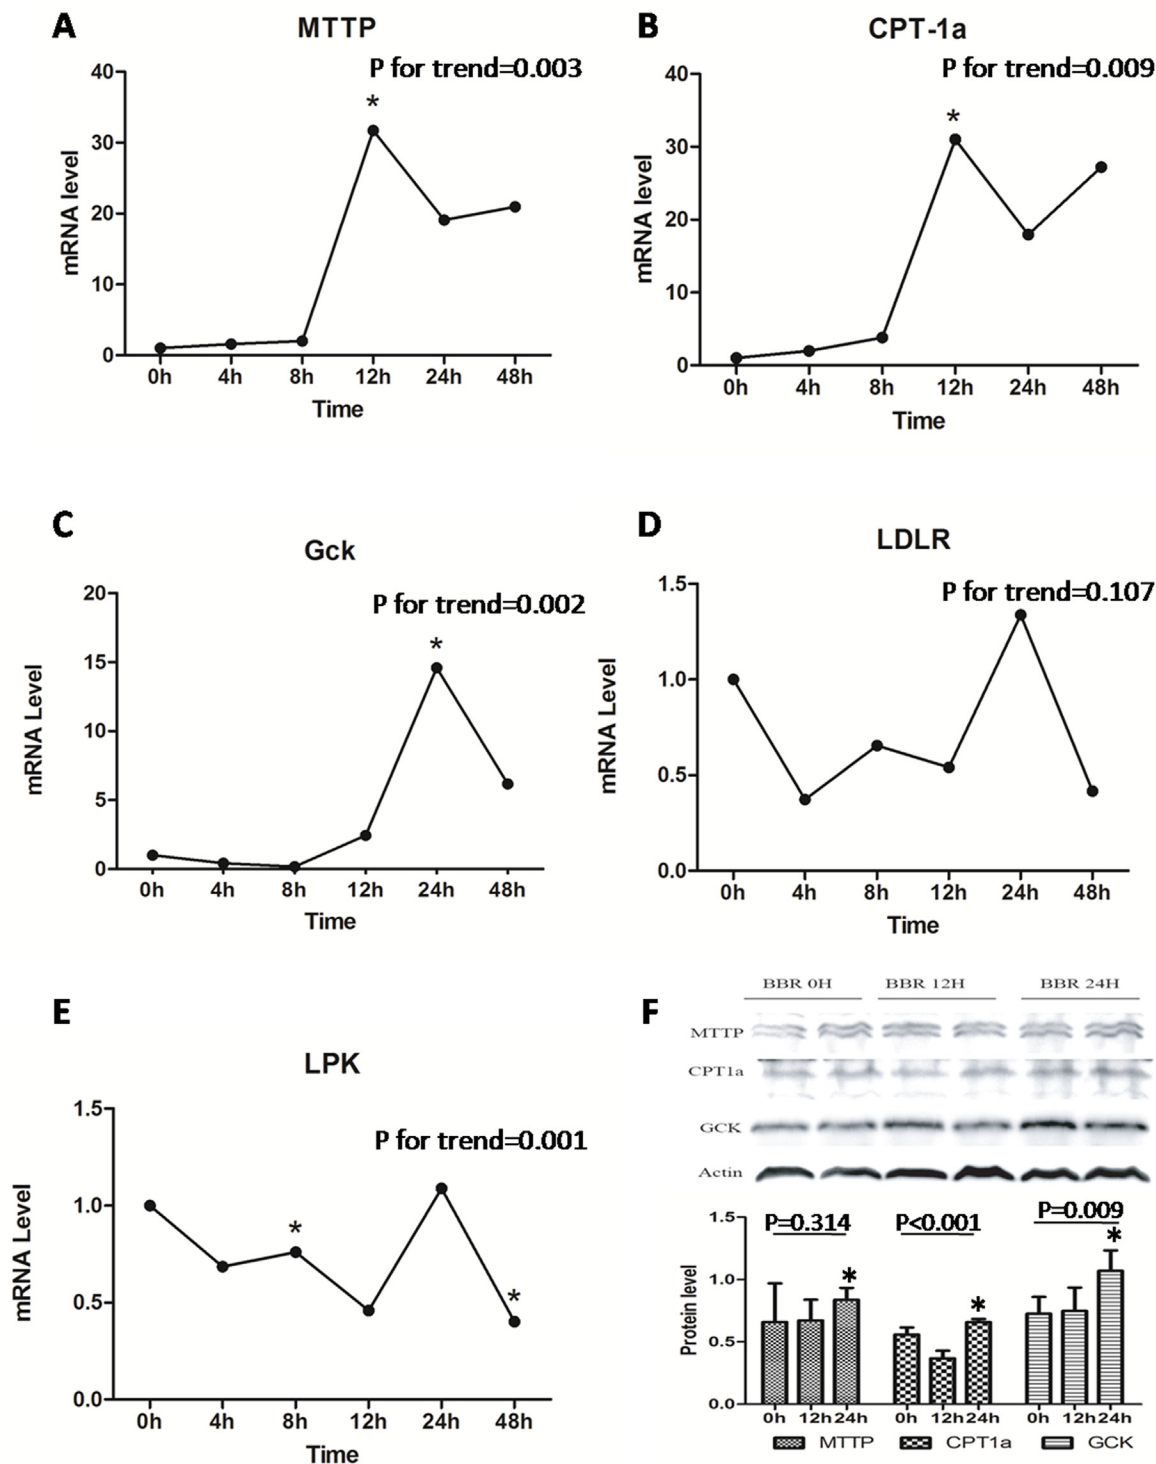 A
MTTP
P for trend=0.003
40
30
20
10
0
mRNA level
0h 4h 8h 12h 24h 48h
Time
*
B
CPT-1a
P for trend=0.009
40
30
20
10
0
mRNA level
0h 4h 8h 12h 24h 48h
Time
*
C
Gck
P for trend=0.002
20
15
10
5
0
mRNA Level
0h 4h 8h 12h 24h 48h
Time
*
D
LDLR
P for trend=0.107
1.5
1.0
0.5
0.0
mRNA Level
0h 4h 8h 12h 24h 48h
Time
E
LPK
P for trend=0.001
1.5
1.0
0.5
0.0
mRNA Level
0h 4h 8h 12h 24h 48h
Time
* *
F
BBR 0H BBR 12H BBR 24H
MTTP
CPT1a
GCK
Actin
P=0.314 P<0.001 P=0.009
* * *
1.5
1.0
0.5
0.0
Protein level
0h 12h 24h 0h 12h 24h 0h 12h 24h
MTTP CPT1a GCK